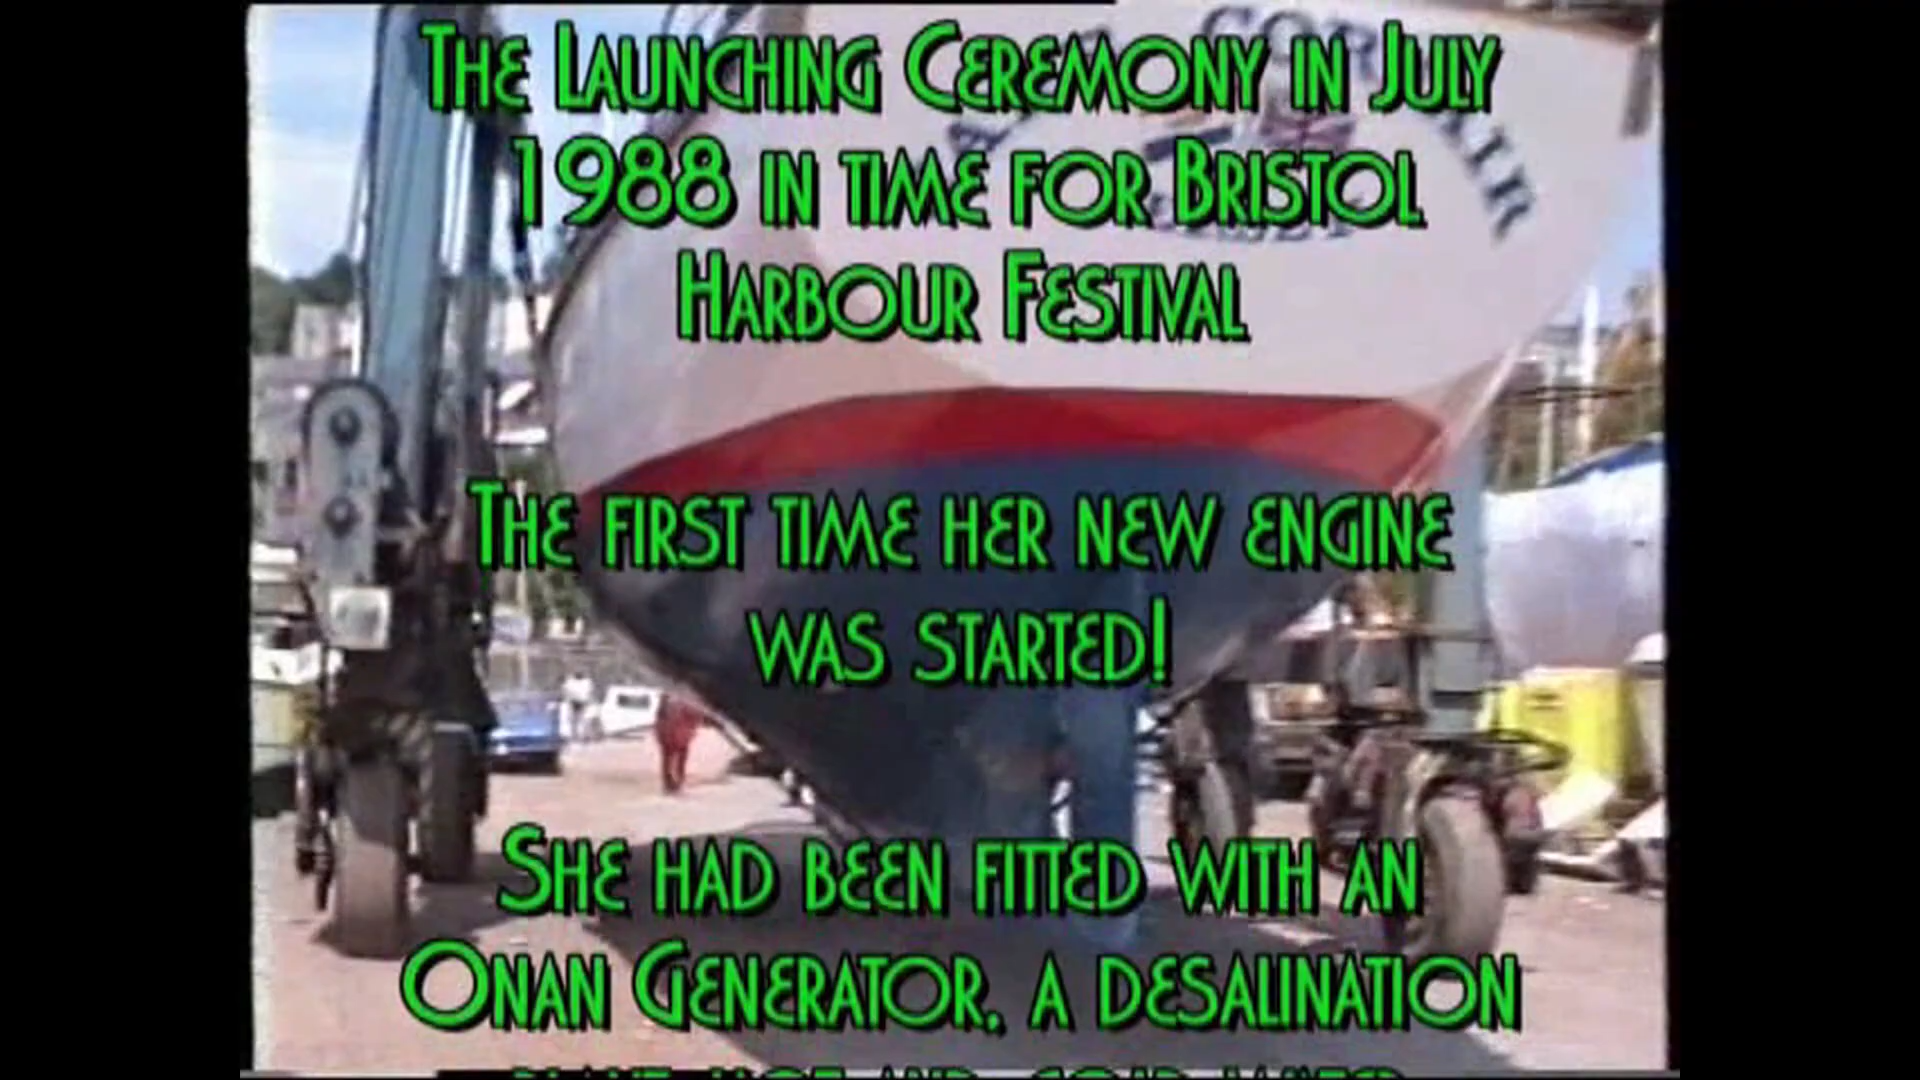 THE LAUNCHING CEREMONY IN JULY
1988 IN TIME FOR BRISTOL
HARBOUR FESTIVAL
THE FIRST TIME HER NEW ENGINE
WAS STARTED!
SHE HAD BEEN FITTED WITH AN
ONAN GENERATOR, A DESALINATION